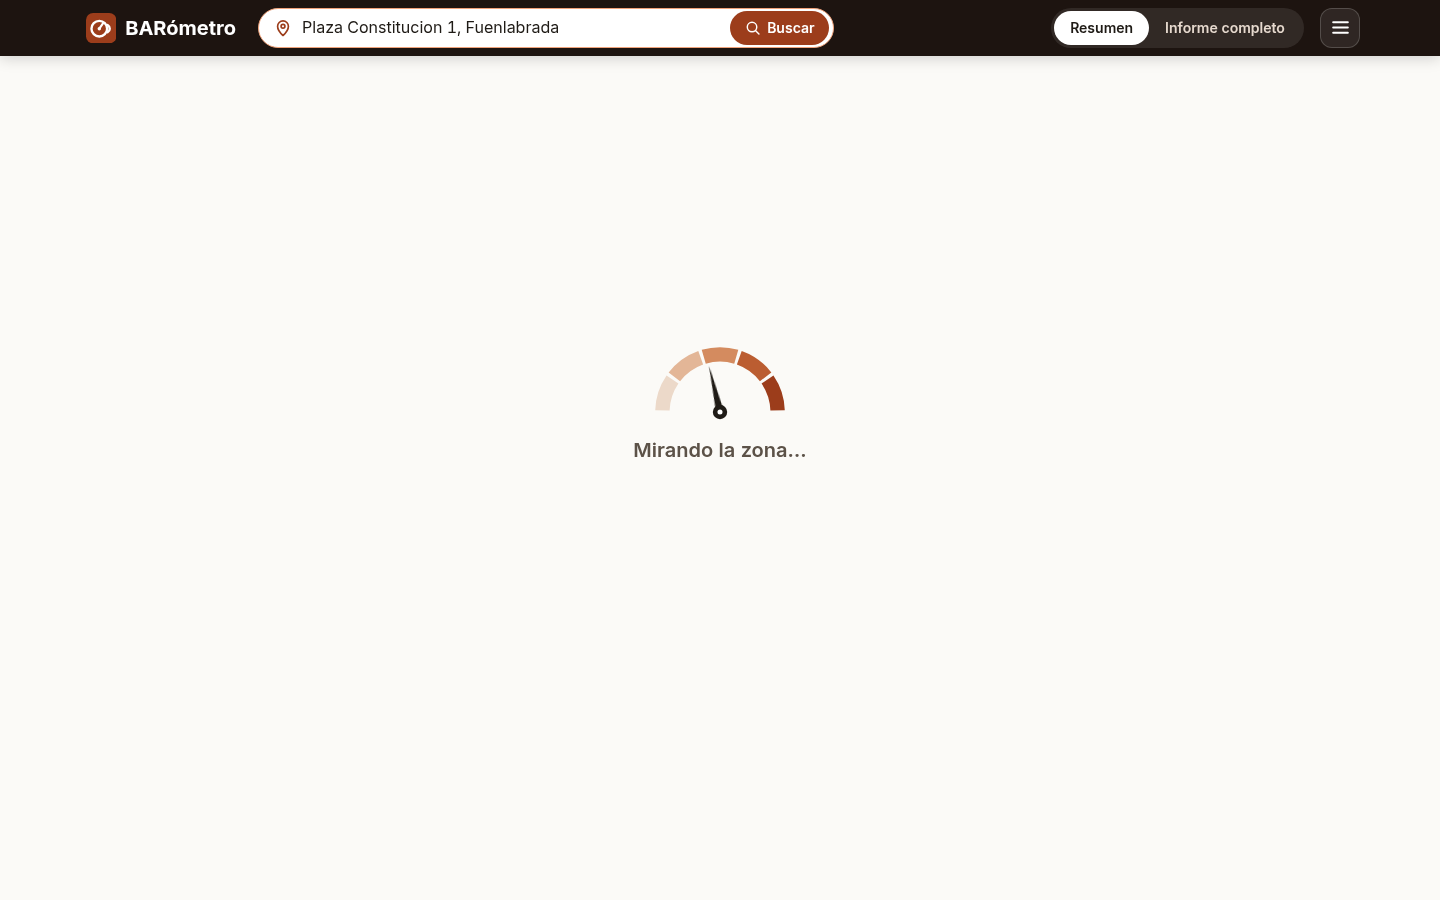 BARómetro
Plaza Constitucion 1, Fuenlabrada
Buscar
Resumen
Informe completo
Mirando la zona...